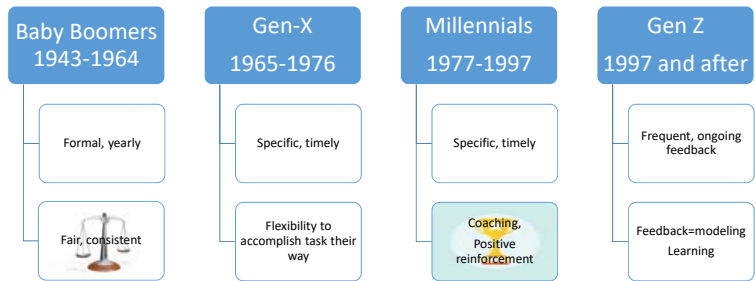 Baby Boomers
1943-1964
Formal, yearly
Fair, consistent
Gen-X
1965-1976
Specific, timely
Flexibility to
accomplish task their
way
Millennials
1977-1997
Specific, timely
Coaching,
Positive
reinforcement
Gen Z
1997 and after
Frequent, ongoing
feedback
Feedback=modeling
Learning